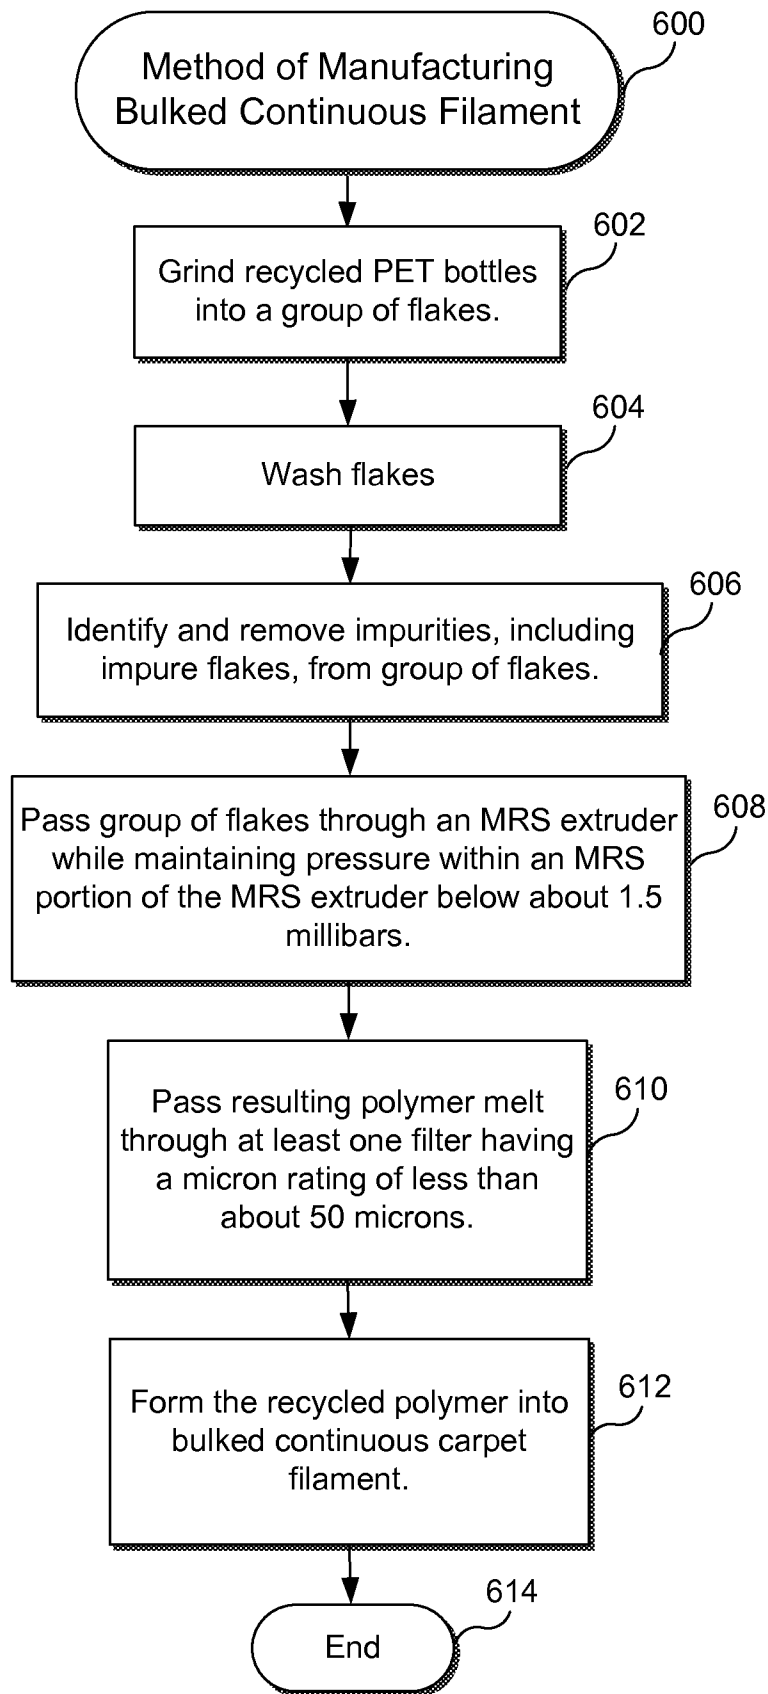 600
Method of Manufacturing
Bulked Continuous Filament
602
Grind recycled PET bottles
into a group of flakes.
604
Wash flakes
606
Identify and remove impurities, including
impure flakes, from group of flakes.
608
Pass group of flakes through an MRS extruder
while maintaining pressure within an MRS
portion of the MRS extruder below about 1.5
millibars.
610
Pass resulting polymer melt
through at least one filter having
a micron rating of less than
about 50 microns.
612
Form the recycled polymer into
bulked continuous carpet
filament.
614
End